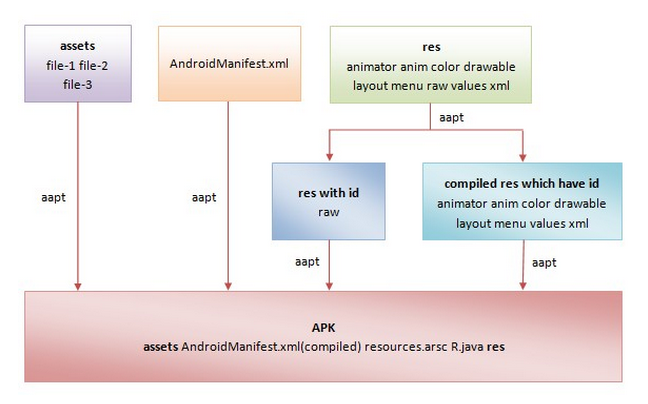 assets
file-1 file-2
file-3
AndroidManifest.xml
res
animator anim color drawable
layout menu raw values xml
aapt
res with id
raw
compiled res which have id
animator anim color drawable
layout menu values xml
aapt
aapt
aapt
aapt
APK
assets AndroidManifest.xml(compiled) resources.arsc R.java res